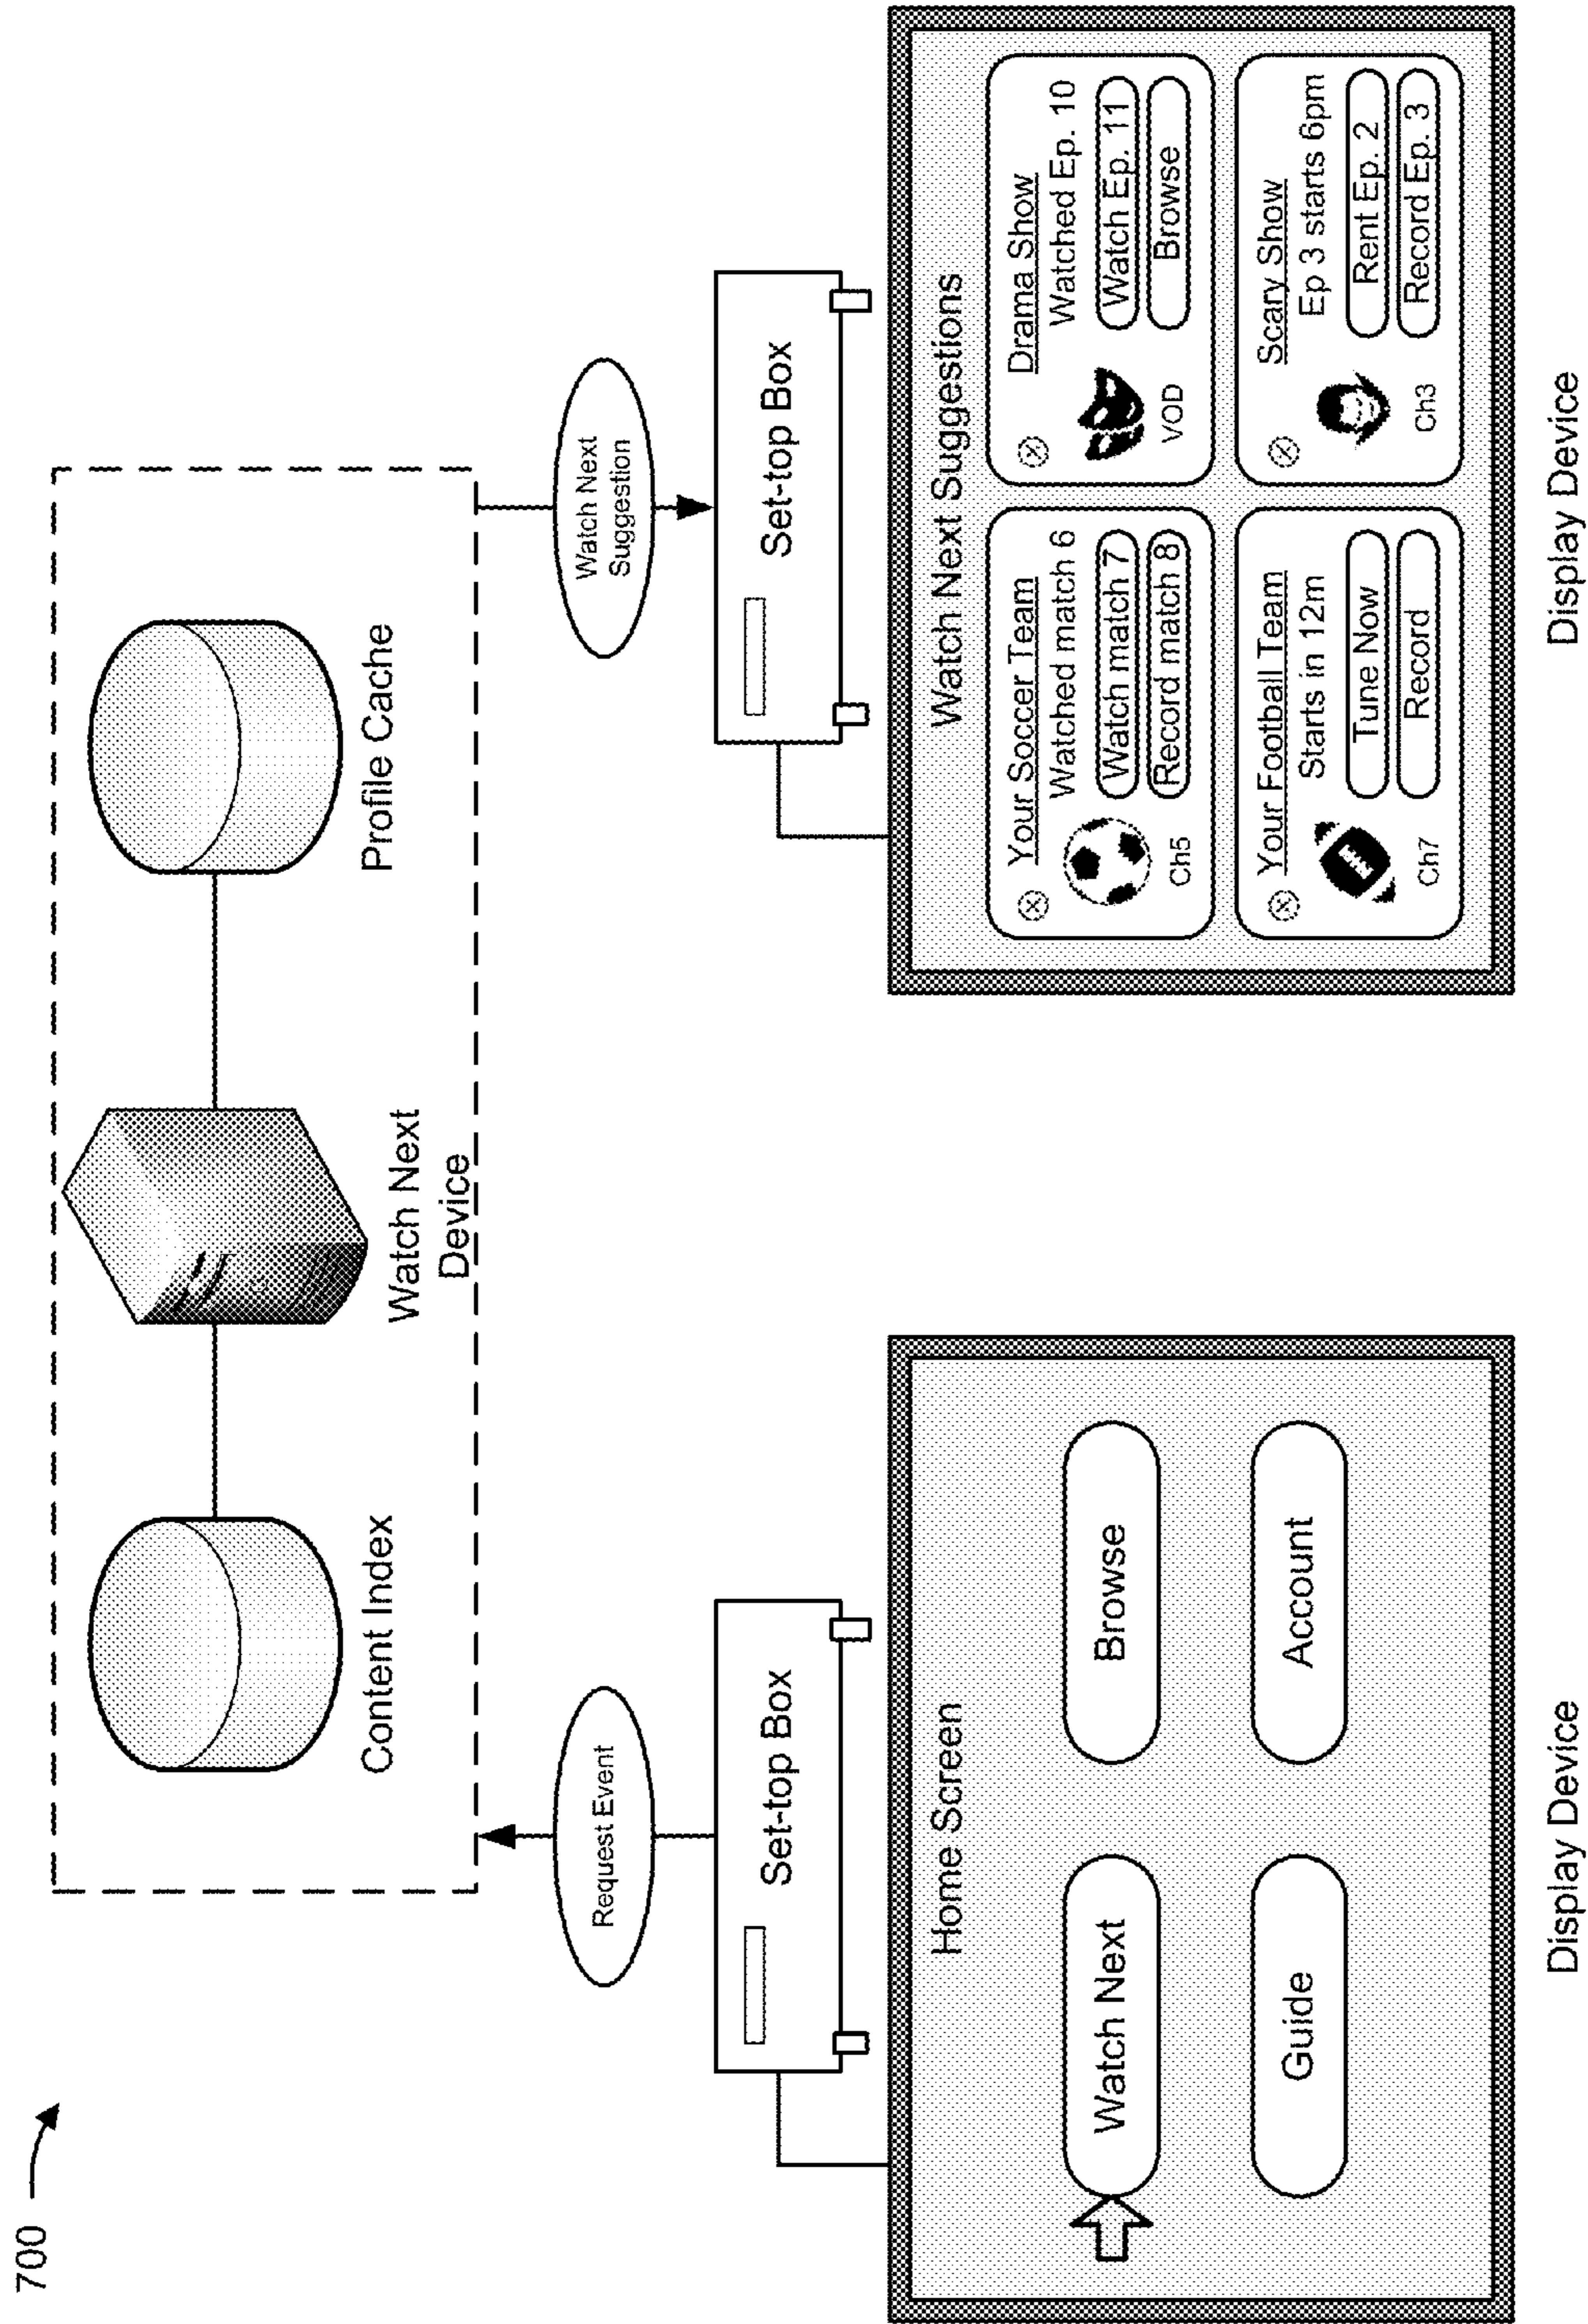 700
Content Index
Watch Next
Device
Profile Cache
Request Event
Watch Next
Suggestion
Set-top Box
Set-top Box
Home Screen
Watch Next
Browse
Guide
Account
Display Device
Watch Next Suggestions
Your Soccer Team
Watched match 6
Watch match 7
Record match 8
Ch5
Drama Show
Watched Ep. 10
Watch Ep. 11
Browse
VOD
Your Football Team
Starts in 12m
Tune Now
Record
Ch7
Scary Show
Ep 3 starts 6pm
Rent Ep. 2
Record Ep. 3
Ch3
Display Device